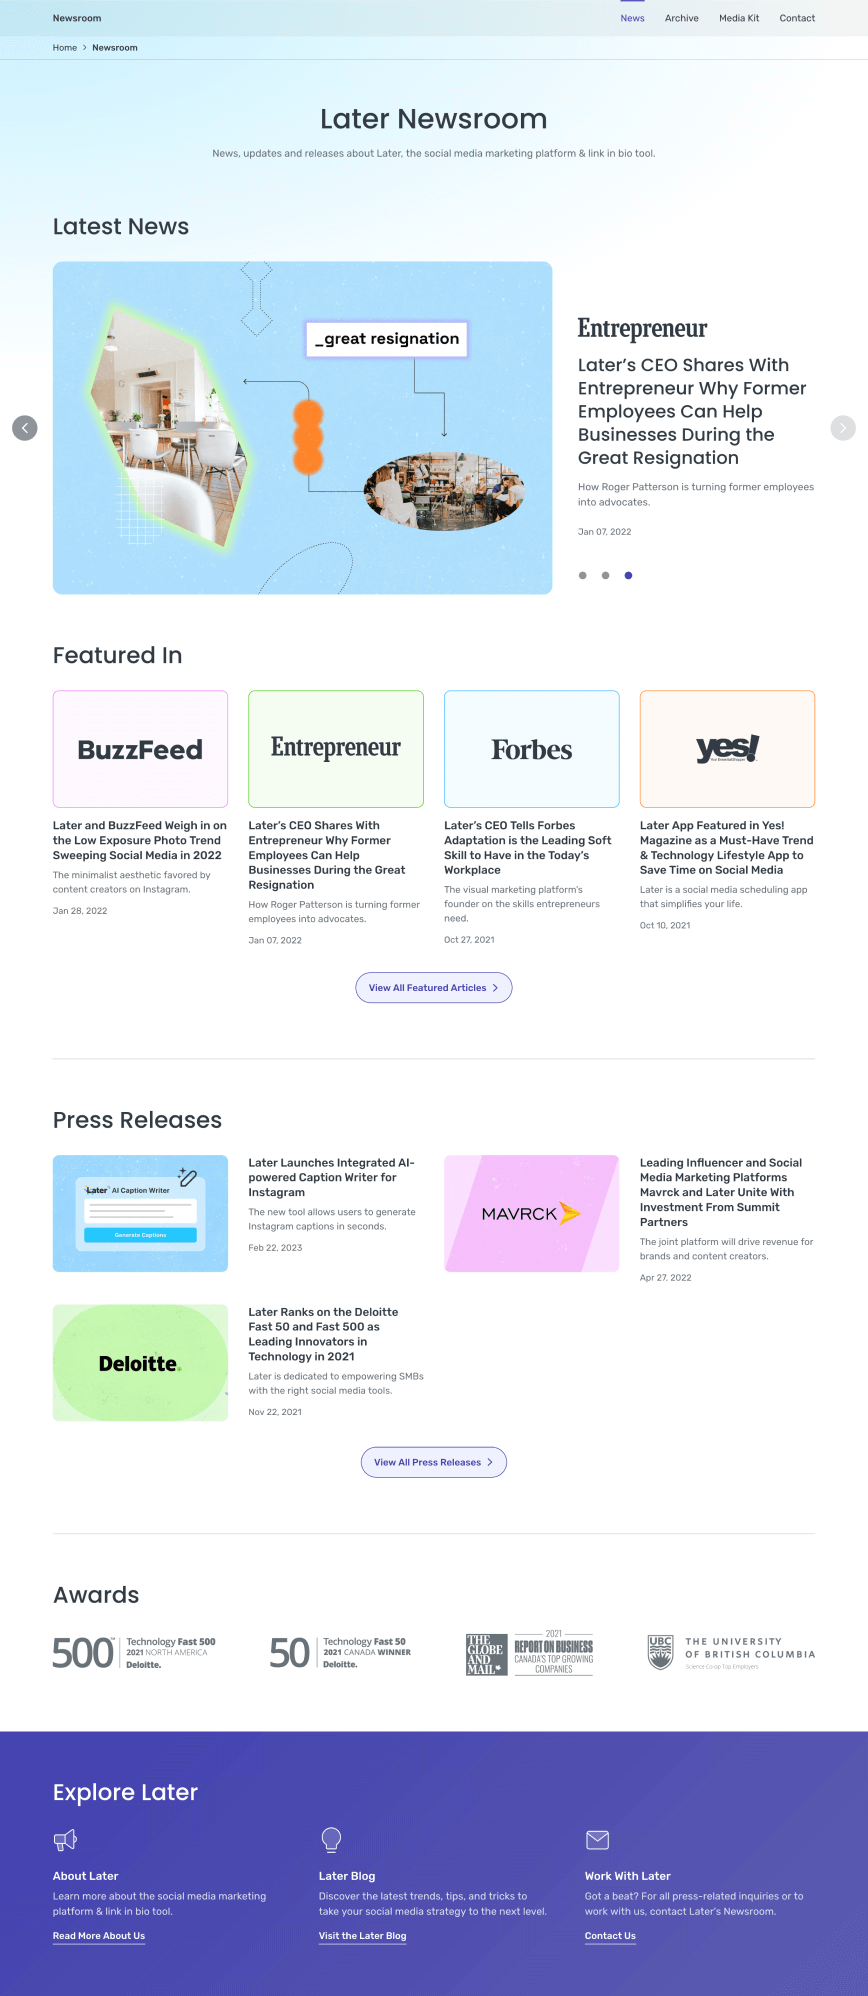 Newsroom
News
Archive
Media Kit
Contact
Home > Newsroom
Later Newsroom
News, updates and releases about Later, the social media marketing platform & link in bio tool.
Latest News
_great resignation
Entrepreneur
Later's CEO Shares With
Entrepreneur Why Former
Employees Can Help
Businesses During the
Great Resignation
How Roger Patterson is turning former employees
into advocates.
Jan 07, 2022
Featured In
BuzzFeed
Later and BuzzFeed Weigh in on
the Low Exposure Photo Trend
Sweeping Social Media in 2022
The minimalist aesthetic favored by
content creators on Instagram.
Jan 28, 2022
Entrepreneur
Later's CEO Shares With
Entrepreneur Why Former
Employees Can Help
Businesses During the Great
Resignation
How Roger Patterson is turning former
employees into advocates.
Jan 07, 2022
Forbes
Later's CEO Tells Forbes
Adaptation is the Leading Soft
Skill to Have in the Today's
Workplace
The visual marketing platform's
founder on the skills entrepreneurs
need.
Oct 27, 2021
yes!
Your Essential Shopper
Later App Featured in Yes!
Magazine as a Must-Have Trend
& Technology Lifestyle App to
Save Time on Social Media
Later is a social media scheduling app
that simplifies your life.
Oct 10, 2021
View All Featured Articles
Press Releases
Later AI Caption Writer
Generate Captions
Later Launches Integrated AI-
powered Caption Writer for
Instagram
The new tool allows users to generate
Instagram captions in seconds.
Feb 22, 2023
MAVRCK
Leading Influencer and Social
Media Marketing Platforms
Mavrck and Later Unite With
Investment From Summit
Partners
The joint platform will drive revenue for
brands and content creators.
Apr 27, 2022
Deloitte.
Later Ranks on the Deloitte
Fast 50 and Fast 500 as
Leading Innovators in
Technology in 2021
Later is dedicated to empowering SMBs
with the right social media tools.
Nov 22, 2021
View All Press Releases
Awards
500™
Technology Fast 500
2021 NORTH AMERICA
Deloitte.
50
Technology Fast 50
2021 CANADA WINNER
Deloitte.
THE
GLOBE
AND
MAIL
2021
REPORT ON BUSINESS
CANADA'S TOP GROWING
COMPANIES
UBC
THE UNIVERSITY
OF BRITISH COLUMBIA
Science Co-op Top Employers
Explore Later
About Later
Learn more about the social media marketing
platform & link in bio tool.
Read More About Us
Later Blog
Discover the latest trends, tips, and tricks to
take your social media strategy to the next level.
Visit the Later Blog
Work With Later
Got a beat? For all press-related inquiries or to
work with us, contact Later's Newsroom.
Contact Us